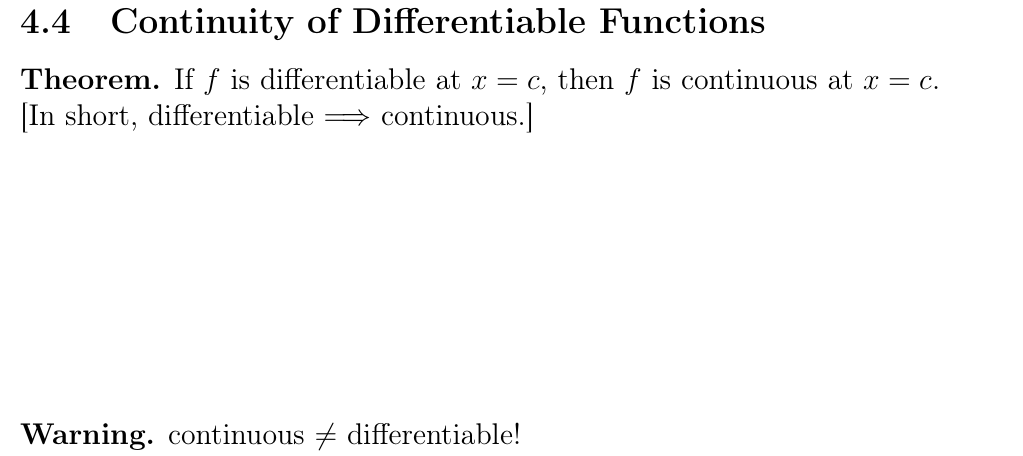 4.4 Continuity of Differentiable Functions
Theorem. If f is differentiable at x = c, then f is continuous at x = c.
[In short, differentiable ⟹ continuous.]
Warning. continuous ≠ differentiable!